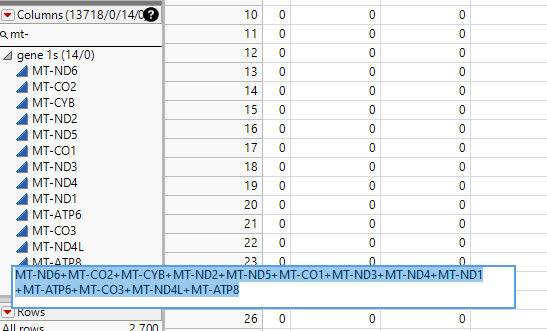 Columns (13718/0/14/0)
mt-
gene 1s (14/0)
MT-ND6
MT-CO2
MT-CYB
MT-ND2
MT-ND5
MT-CO1
MT-ND3
MT-ND4
MT-ND1
MT-ATP6
MT-CO3
MT-ND4L
MT-ATP8
MT-ND6+MT-CO2+MT-CYB+MT-ND2+MT-ND5+MT-CO1+MT-ND3+MT-ND4+MT-ND1
+MT-ATP6+MT-CO3+MT-ND4L+MT-ATP8
Rows
All rows 2,700
10 0 0 0
11 0 0 0
12 0 0 0
13 0 0 0
14 0 0 0
15 0 0 0
16 0 0 0
17 0 0 0
18 0 0 0
19 0 0 0
20 0 0 0
21 0 0 0
22 0 0 0
23 0 0 0
26 0 0 0